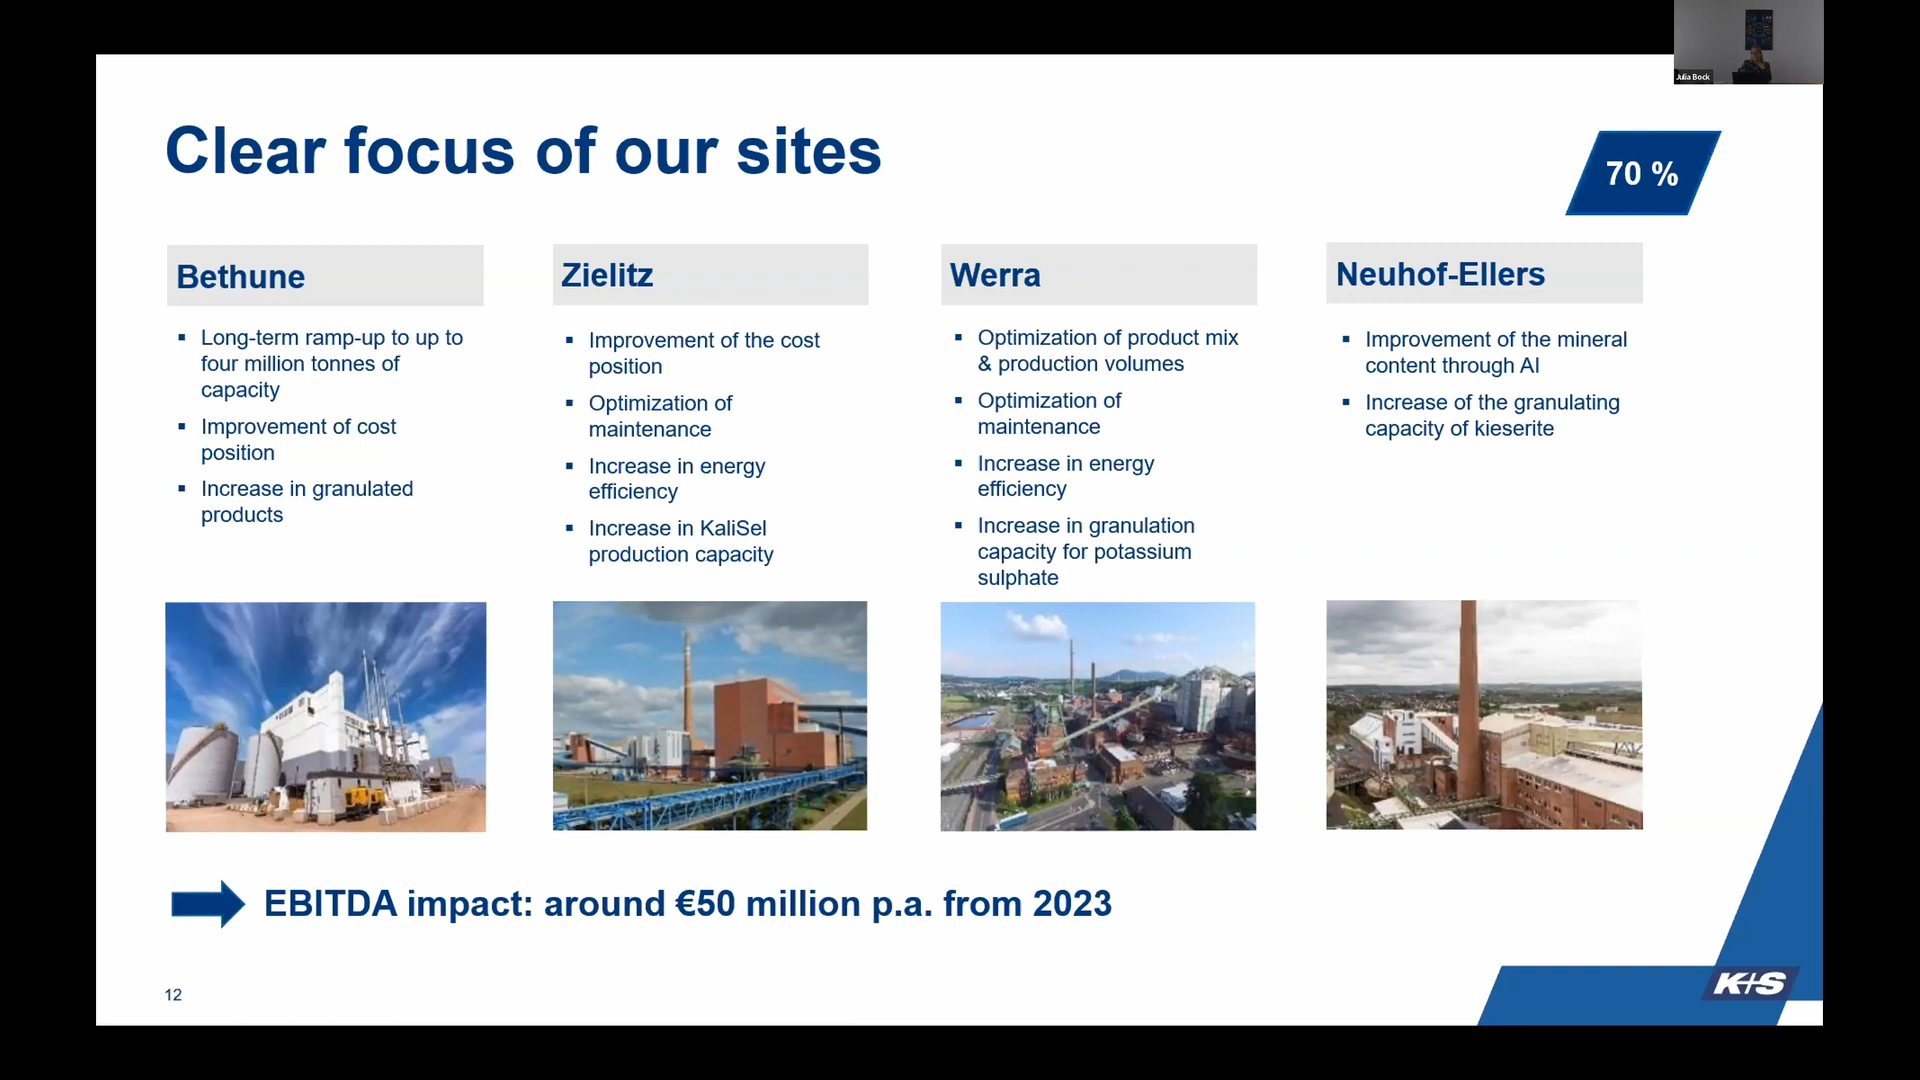 Julia Bock
Clear focus of our sites
70 %
Bethune
▪ Long-term ramp-up to up to
four million tonnes of
capacity
▪ Improvement of cost
position
▪ Increase in granulated
products
Zielitz
▪ Improvement of the cost
position
▪ Optimization of
maintenance
▪ Increase in energy
efficiency
▪ Increase in KaliSel
production capacity
Werra
▪ Optimization of product mix
& production volumes
▪ Optimization of
maintenance
▪ Increase in energy
efficiency
▪ Increase in granulation
capacity for potassium
sulphate
Neuhof-Ellers
▪ Improvement of the mineral
content through AI
▪ Increase of the granulating
capacity of kieserite
EBITDA impact: around €50 million p.a. from 2023
12
K+S